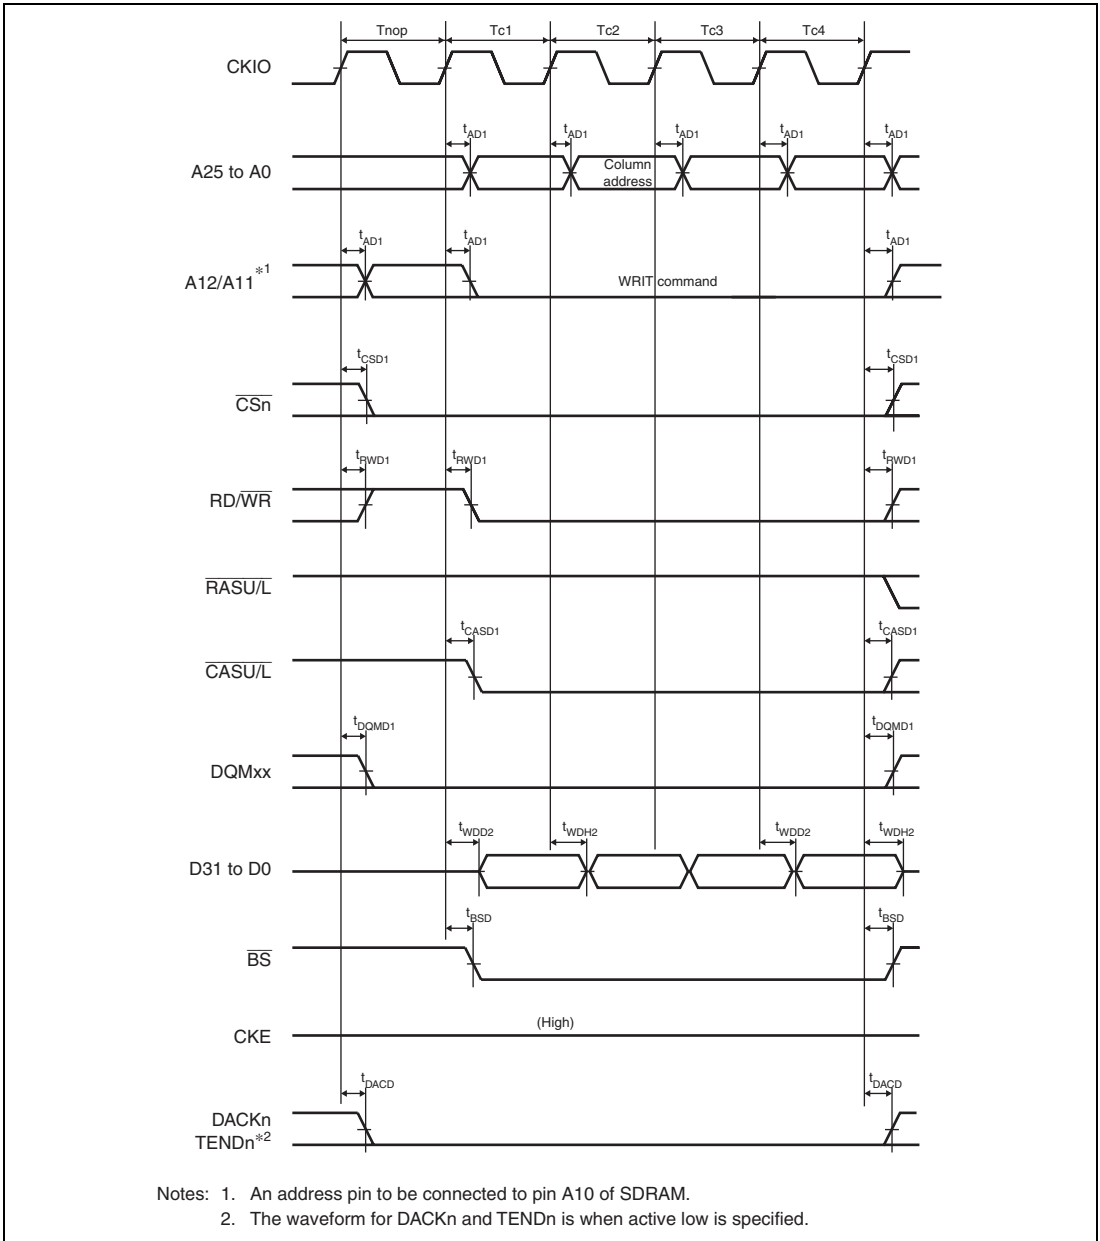 Tnop Tc1 Tc2 Tc3 Tc4
CKIO
tAD1 tAD1 tAD1 tAD1 tAD1
A25 to A0
Column
address
tAD1 tAD1 tAD1
A12/A11*1
WRIT command
tCSD1 tCSD1
CSn
tRWD1 tRWD1 tRWD1
RD/WR
RASU/L
tCASD1 tCASD1
CASU/L
tDQMD1 tDQMD1
DQMxx
tWDD2 tWDH2 tWDD2 tWDH2
D31 to D0
tBSD tBSD
BS
(High)
CKE
tDACD tDACD
DACKn
TENDn*2
Notes: 1. An address pin to be connected to pin A10 of SDRAM.
2. The waveform for DACKn and TENDn is when active low is specified.